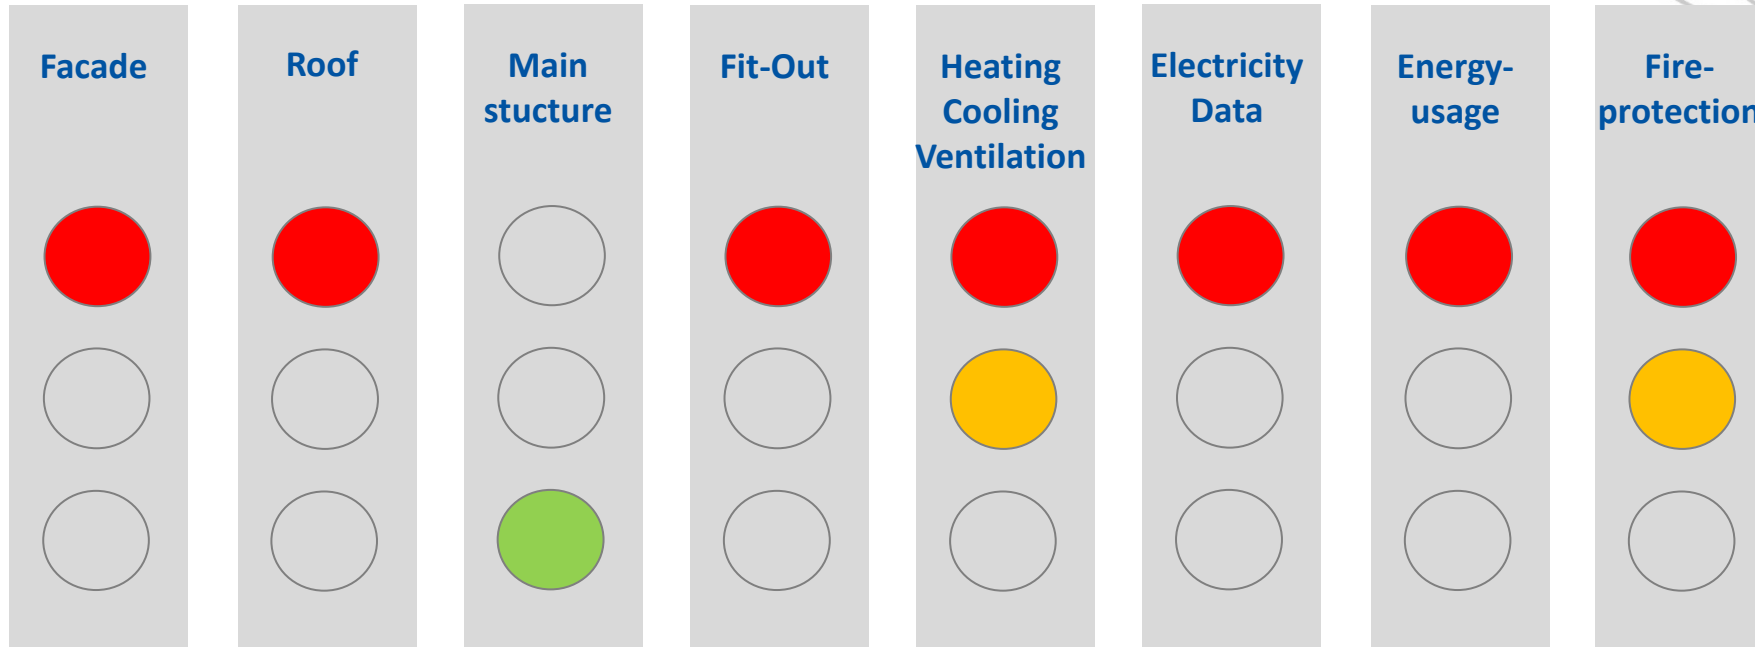 Facade
Roof
Main
stucture
Fit-Out
Heating
Cooling
Ventilation
Electricity
Data
Energy-
usage
Fire-
protection